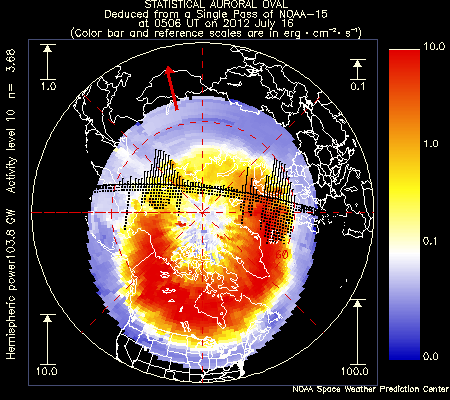 STATISTICAL AURORAL OVAL
Deduced from a Single Pass of NOAA-15
at 0506 UT on 2012 July 16
(Color bar and reference scales are in erg · cm⁻² · s⁻¹)
Hemispheric power103.8 GW Activity level 10 n= 3.68
1.0
0.1
10.0
100.0
60
10.0
1.0
0.1
0.0
NOAA Space Weather Prediction Center